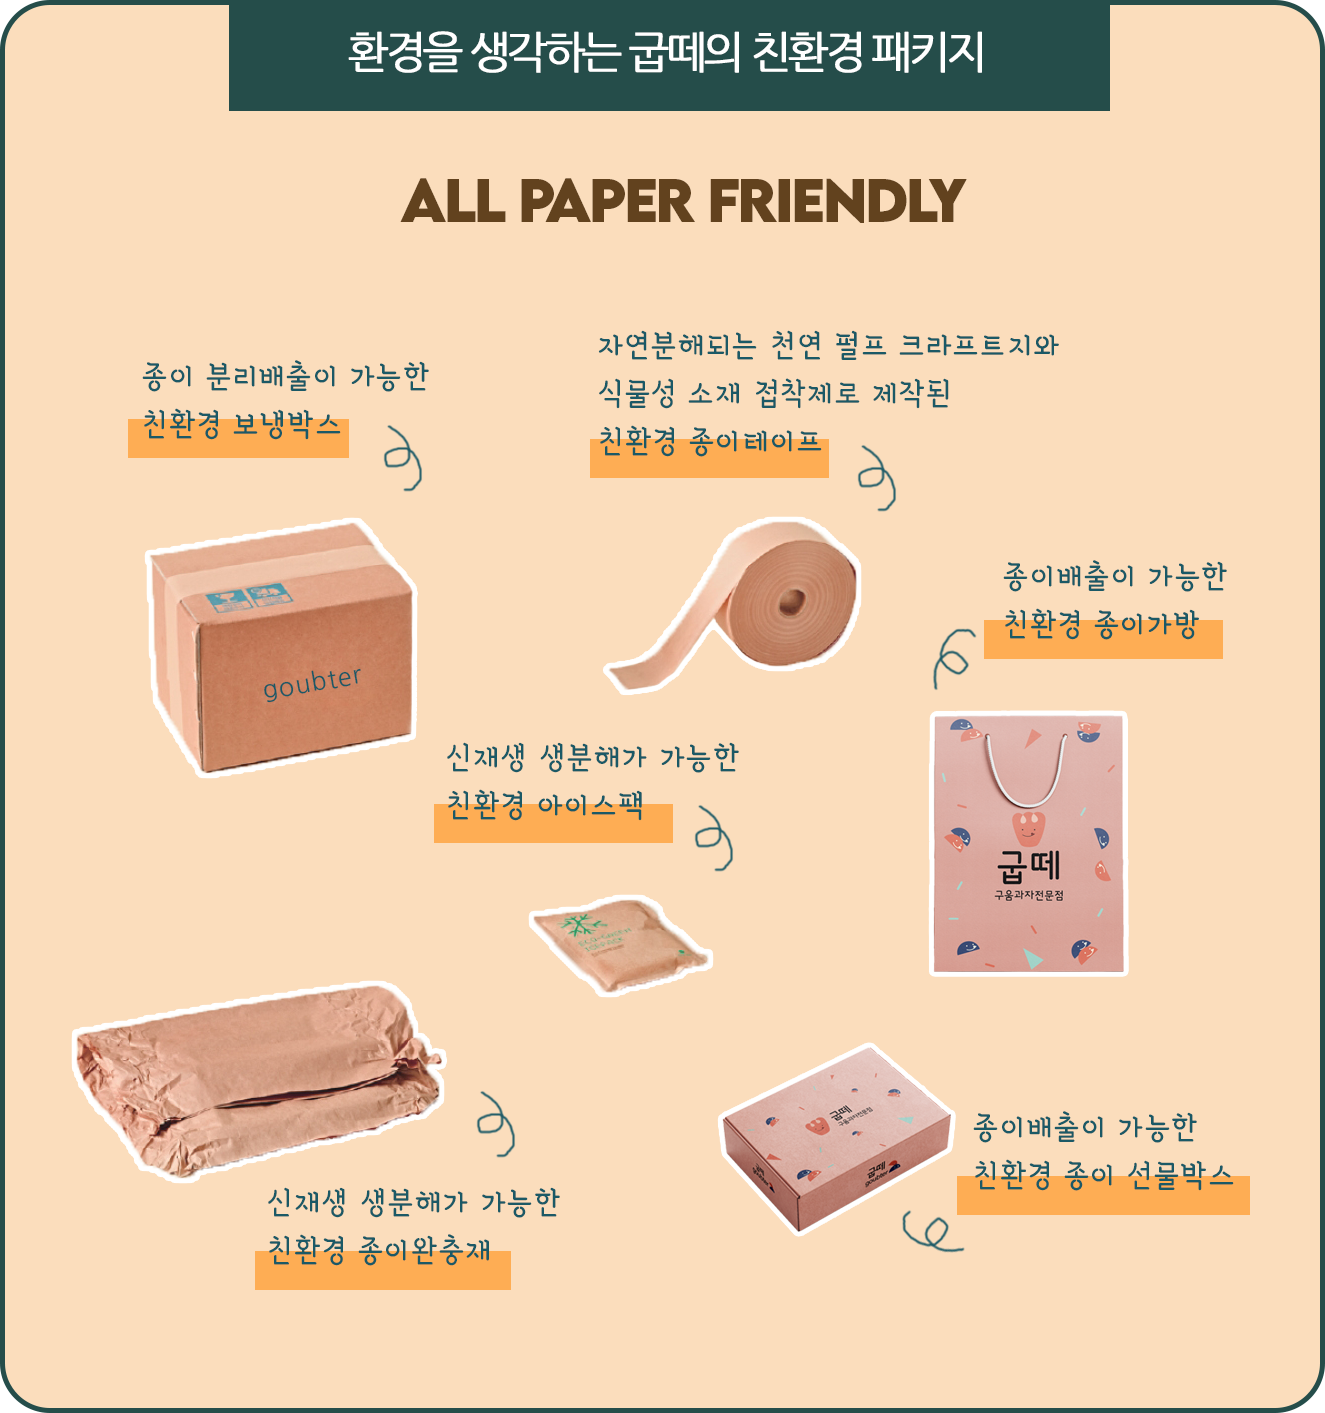 환경을 생각하는 굽떼의 친환경 패키지
ALL PAPER FRIENDLY
종이 분리배출이 가능한
친환경 보냉박스
자연분해되는 천연 펄프 크라프트지와
식물성 소재 접착제로 제작된
친환경 종이테이프
goubter
종이배출이 가능한
친환경 종이가방
굽떼
구움과자전문점
신재생 생분해가 가능한
친환경 아이스팩
신재생 생분해가 가능한
친환경 종이완충재
종이배출이 가능한
친환경 종이 선물박스
굽떼
구움과자전문점
굽떼
goubter